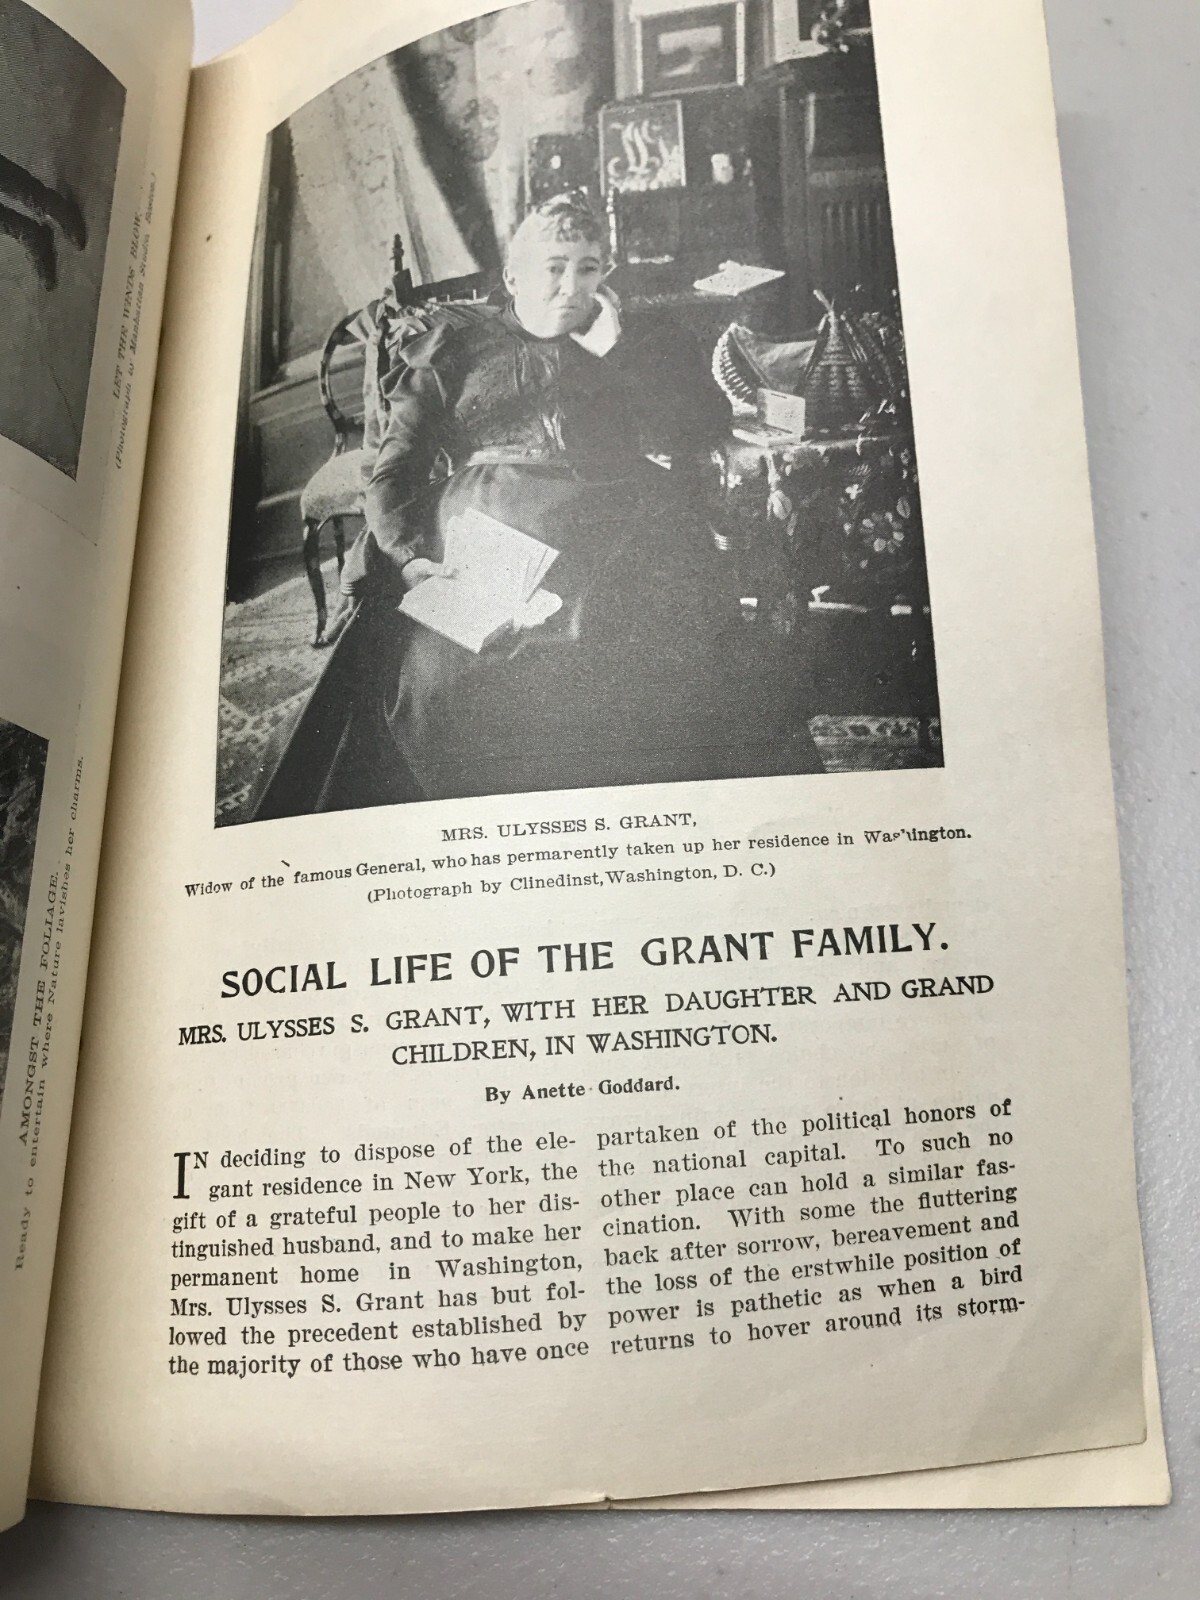 LET THE WINDS BLOW.
(Photograph by Manhattan Studio, Boston.)
AMONGST THE FOLIAGE.
Ready to entertain where Nature lavishes her charms.
MRS. ULYSSES S. GRANT,
Widow of the famous General, who has permarently taken up her residence in Washington.
(Photograph by Clinedinst, Washington, D. C.)
SOCIAL LIFE OF THE GRANT FAMILY.
MRS. ULYSSES S. GRANT, WITH HER DAUGHTER AND GRAND
CHILDREN, IN WASHINGTON.
By Anette Goddard.
IN deciding to dispose of the ele-
gant residence in New York, the
gift of a grateful people to her dis-
tinguished husband, and to make her
permanent home in Washington,
Mrs. Ulysses S. Grant has but fol-
lowed the precedent established by
the majority of those who have once
partaken of the political honors of
the national capital. To such no
other place can hold a similar fas-
cination. With some the fluttering
back after sorrow, bereavement and
the loss of the erstwhile position of
power is pathetic as when a bird
returns to hover around its storm-